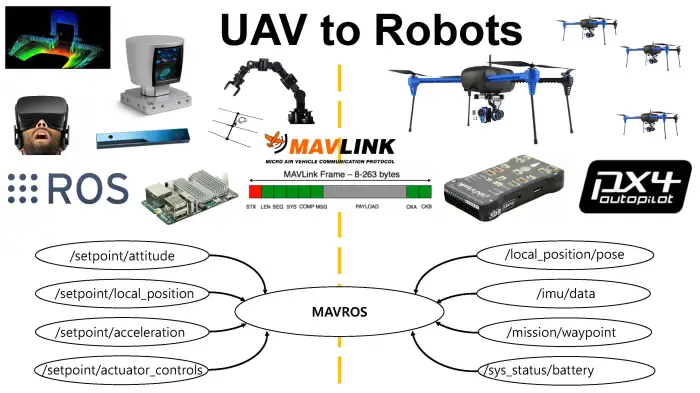 UAV to Robots
MAVLINK
MICRO AIR VEHICLE COMMUNICATION PROTOCOL
MAVLink Frame – 8-263 bytes
STX LEN SEQ SYS COMP MSG PAYLOAD CKA CKB
ROS
px4
autopilot
/setpoint/attitude
/setpoint/local_position
/setpoint/acceleration
/setpoint/actuator_controls
MAVROS
/local_position/pose
/imu/data
/mission/waypoint
/sys_status/battery